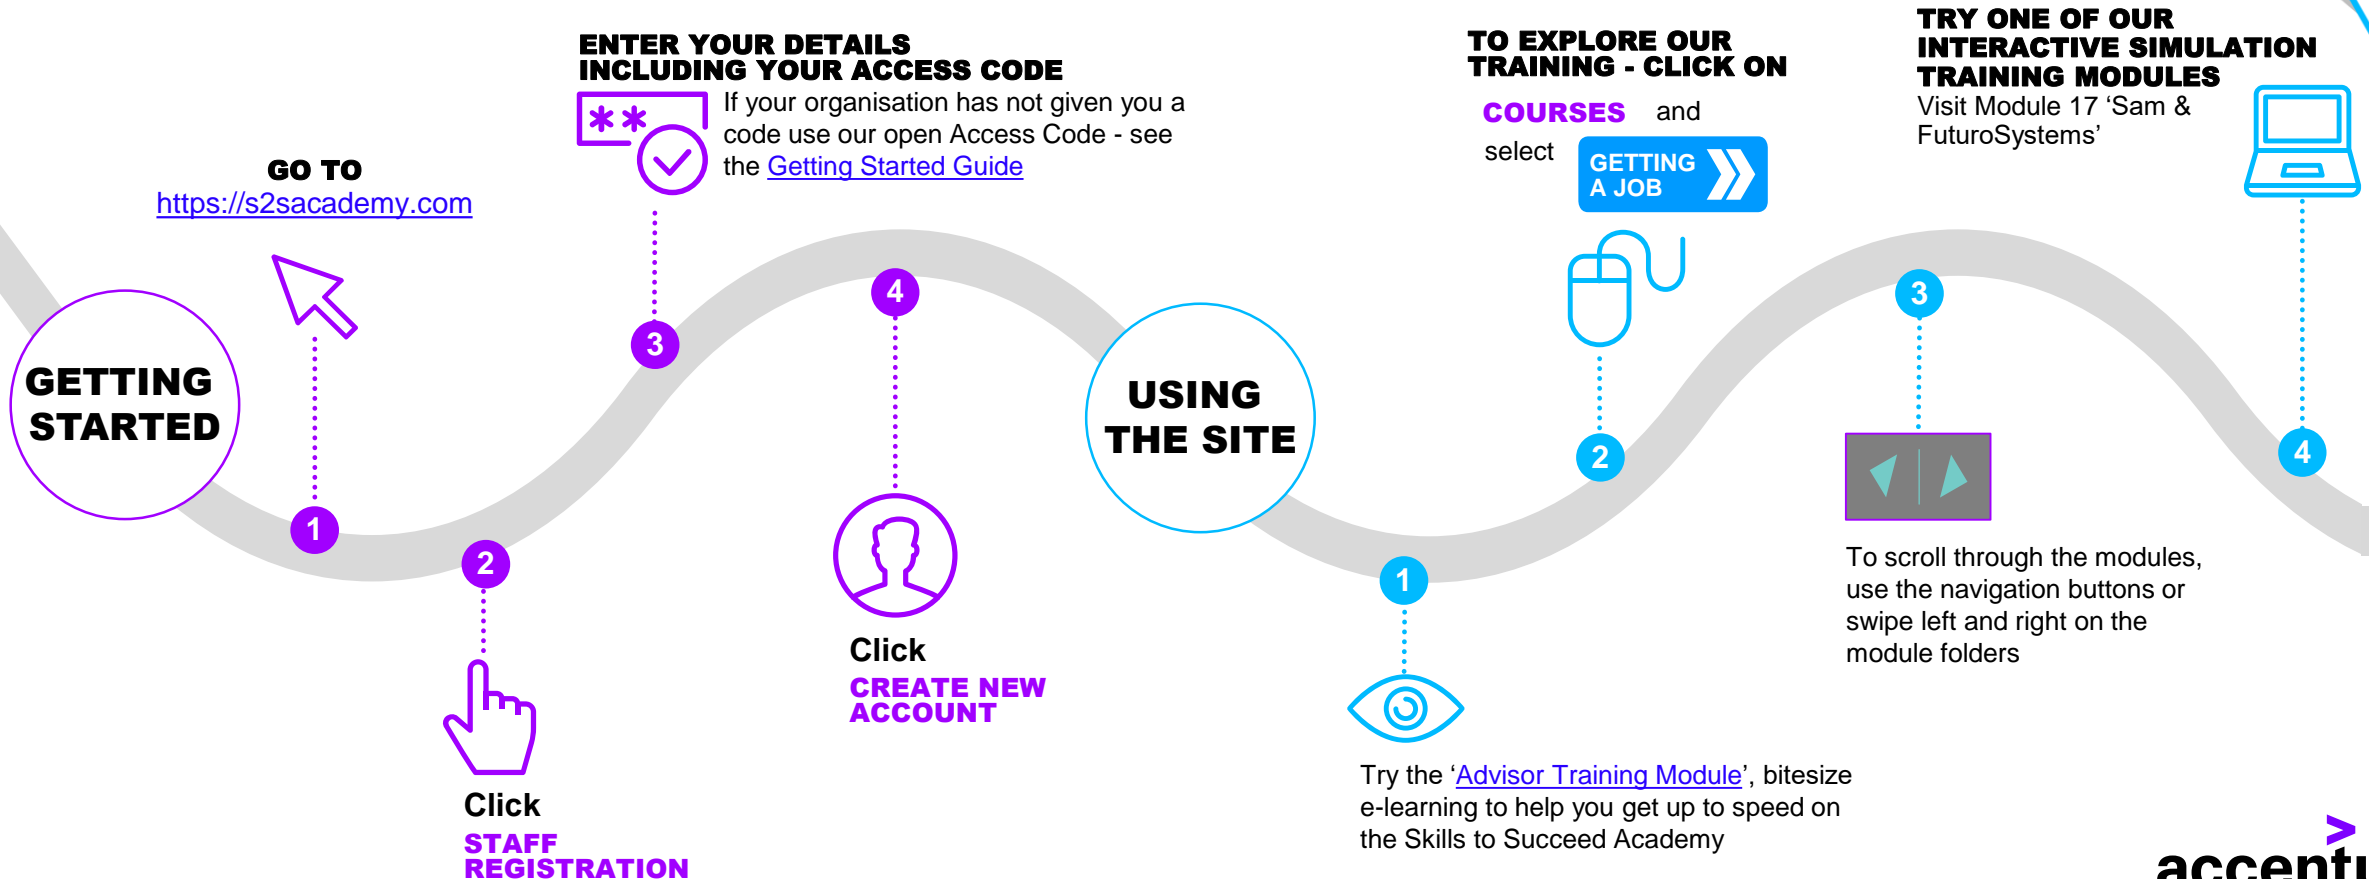 GETTING
STARTED
GO TO
https://s2sacademy.com
1
2
Click
STAFF
REGISTRATION
ENTER YOUR DETAILS
INCLUDING YOUR ACCESS CODE
**
If your organisation has not given you a
code use our open Access Code - see
the Getting Started Guide
3
4
Click
CREATE NEW
ACCOUNT
USING
THE SITE
1
Try the ‘Advisor Training Module’, bitesize
e-learning to help you get up to speed on
the Skills to Succeed Academy
TO EXPLORE OUR
TRAINING - CLICK ON
COURSES and
select
GETTING
A JOB
2
3
To scroll through the modules,
use the navigation buttons or
swipe left and right on the
module folders
TRY ONE OF OUR
INTERACTIVE SIMULATION
TRAINING MODULES
Visit Module 17 ‘Sam &
FuturoSystems’
4
>
accentu